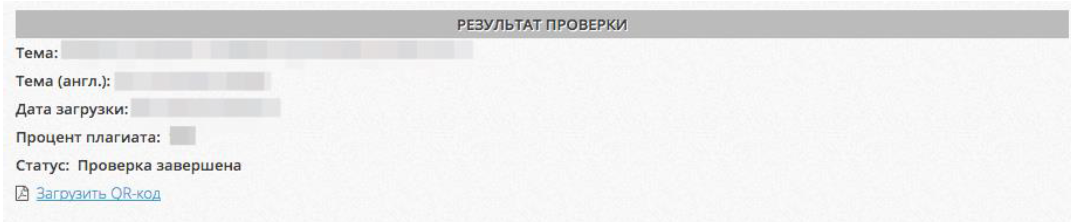 РЕЗУЛЬТАТ ПРОВЕРКИ
Тема:
Тема (англ.):
Дата загрузки:
Процент плагиата:
Статус: Проверка завершена
Загрузить QR-код